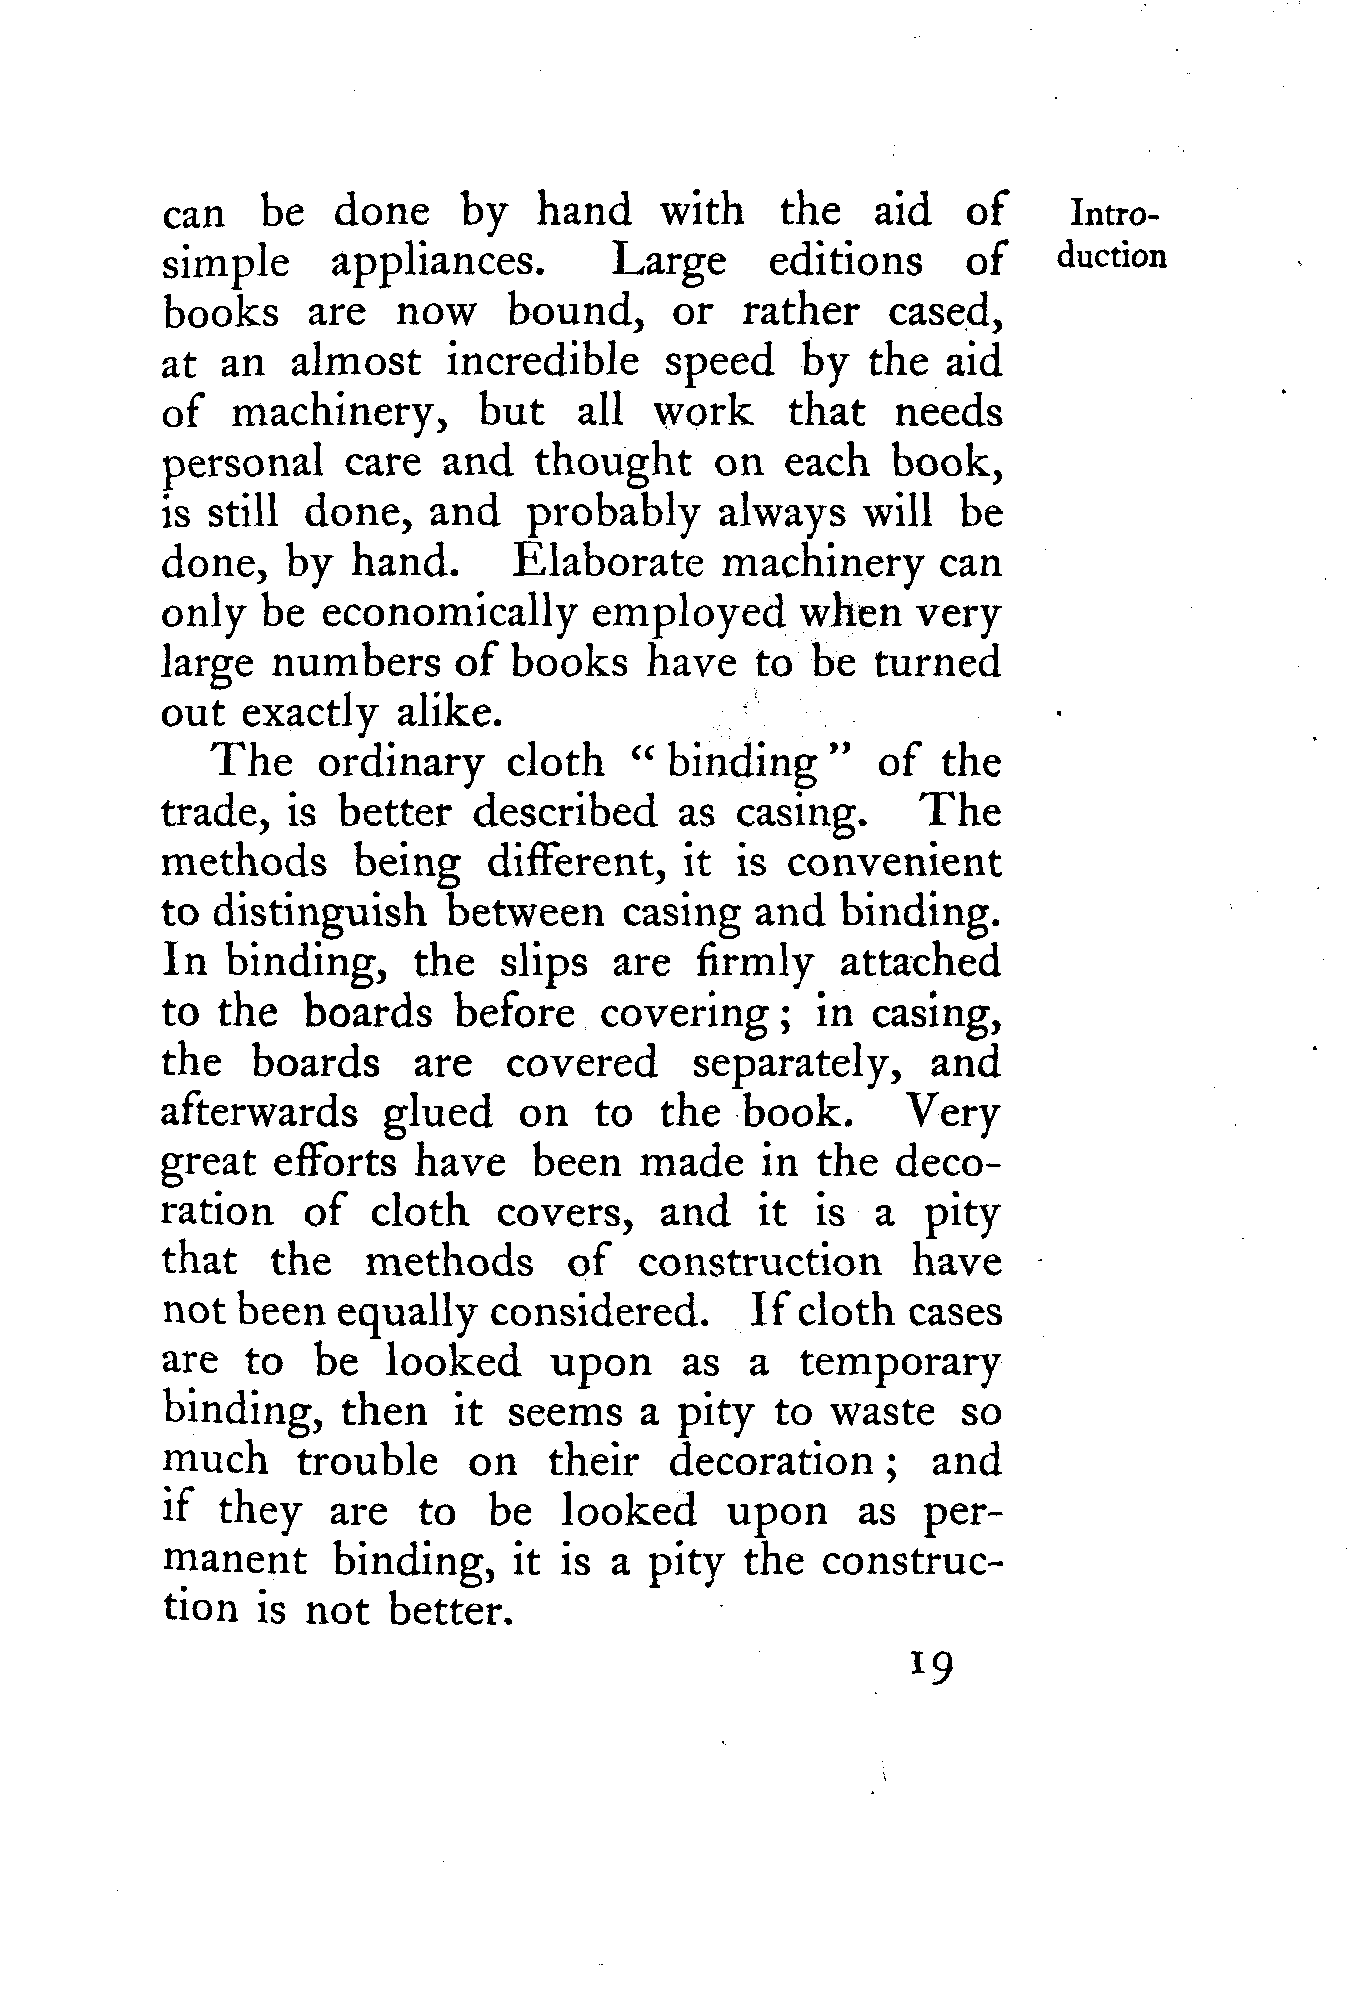 can be done by hand with the aid of
simple appliances. Large editions of
books are now bound, or rather cased,
at an almost incredible speed by the aid
of machinery, but all work that needs
personal care and thought on each book,
is still done, and probably always will be
done, by hand. Elaborate machinery can
only be economically employed when very
large numbers of books have to be turned
out exactly alike.
The ordinary cloth “ binding ” of the
trade, is better described as casing. The
methods being different, it is convenient
to distinguish between casing and binding.
In binding, the slips are firmly attached
to the boards before covering ; in casing,
the boards are covered separately, and
afterwards glued on to the book. Very
great efforts have been made in the deco-
ration of cloth covers, and it is a pity
that the methods of construction have
not been equally considered. If cloth cases
are to be looked upon as a temporary
binding, then it seems a pity to waste so
much trouble on their decoration ; and
if they are to be looked upon as per-
manent binding, it is a pity the construc-
tion is not better.
Intro-
duction
19